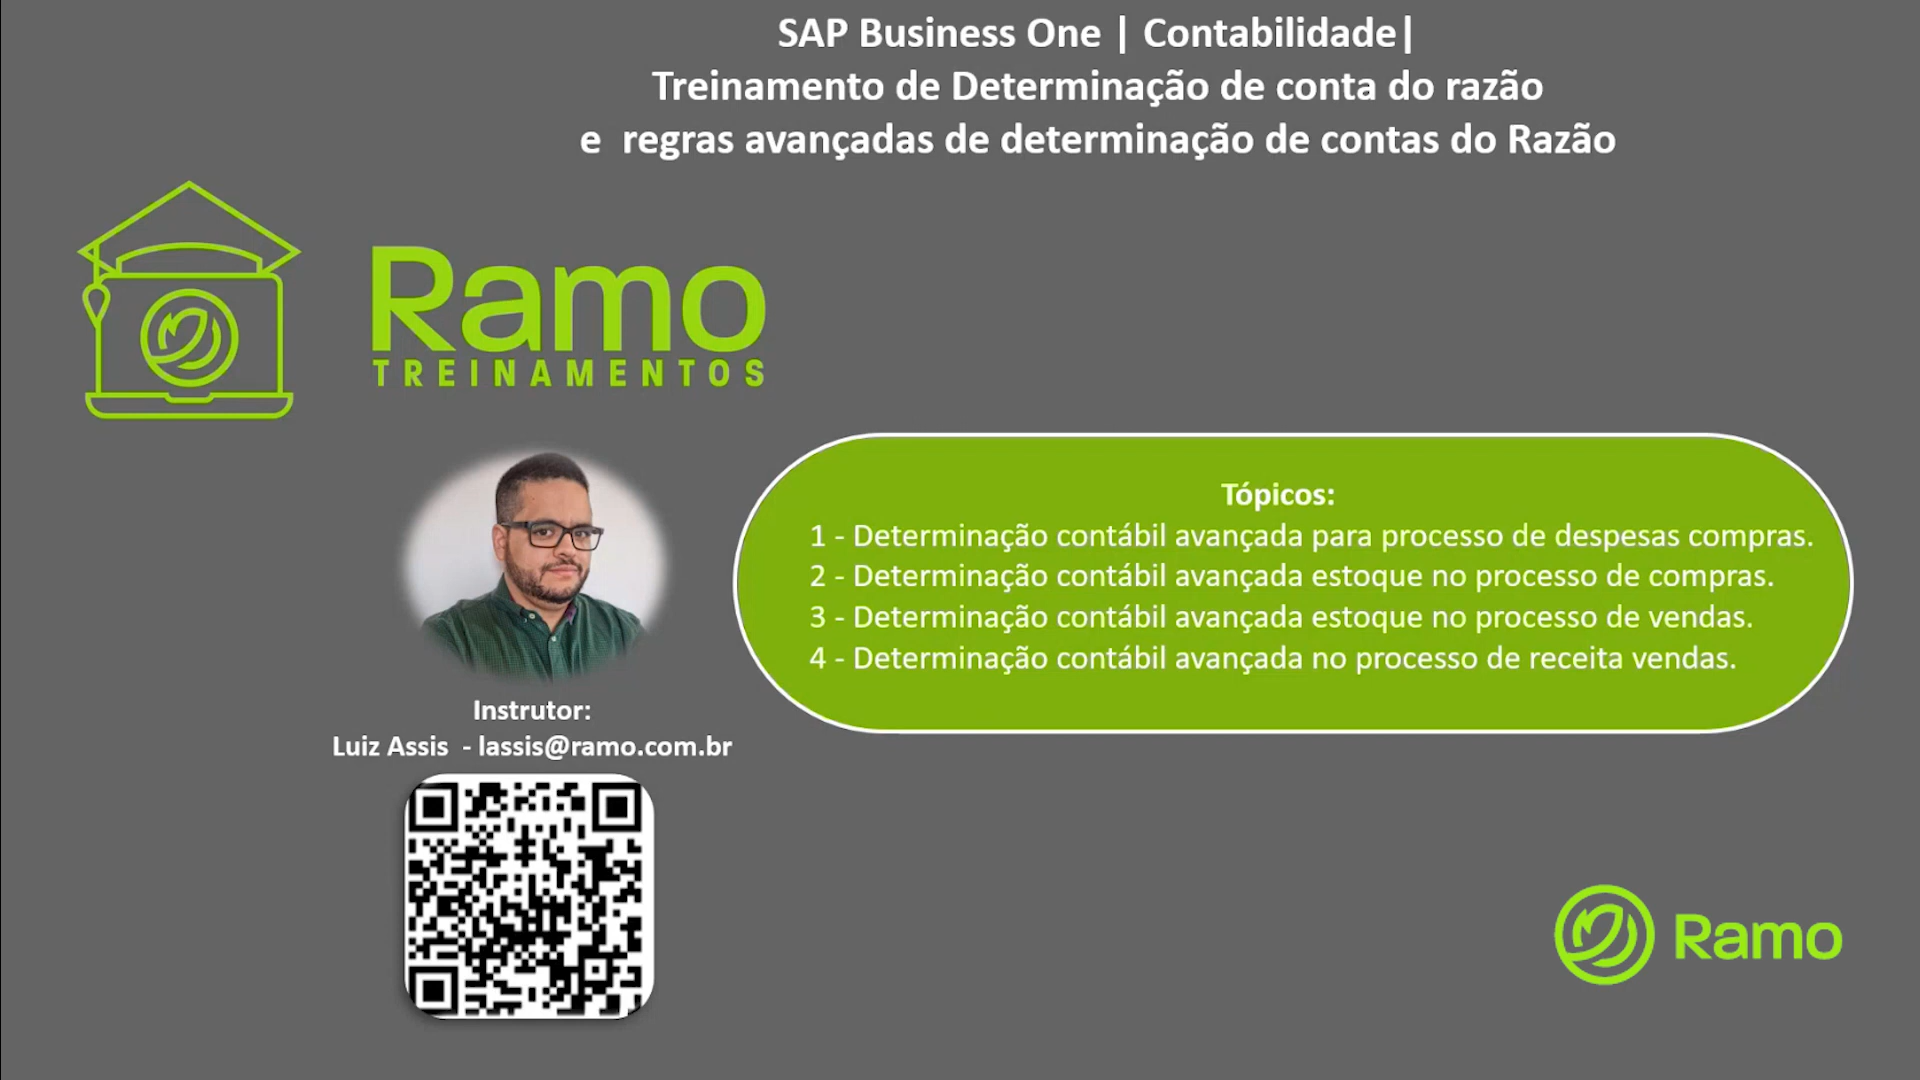 SAP Business One | Contabilidade|
Treinamento de Determinação de conta do razão
e  regras avançadas de determinação de contas do Razão
Ramo
TREINAMENTOS
Tópicos:
1 - Determinação contábil avançada para processo de despesas compras.
2 - Determinação contábil avançada estoque no processo de compras.
3 - Determinação contábil avançada estoque no processo de vendas.
4 - Determinação contábil avançada no processo de receita vendas.
Instrutor:
Luiz Assis  - lassis@ramo.com.br
Ramo